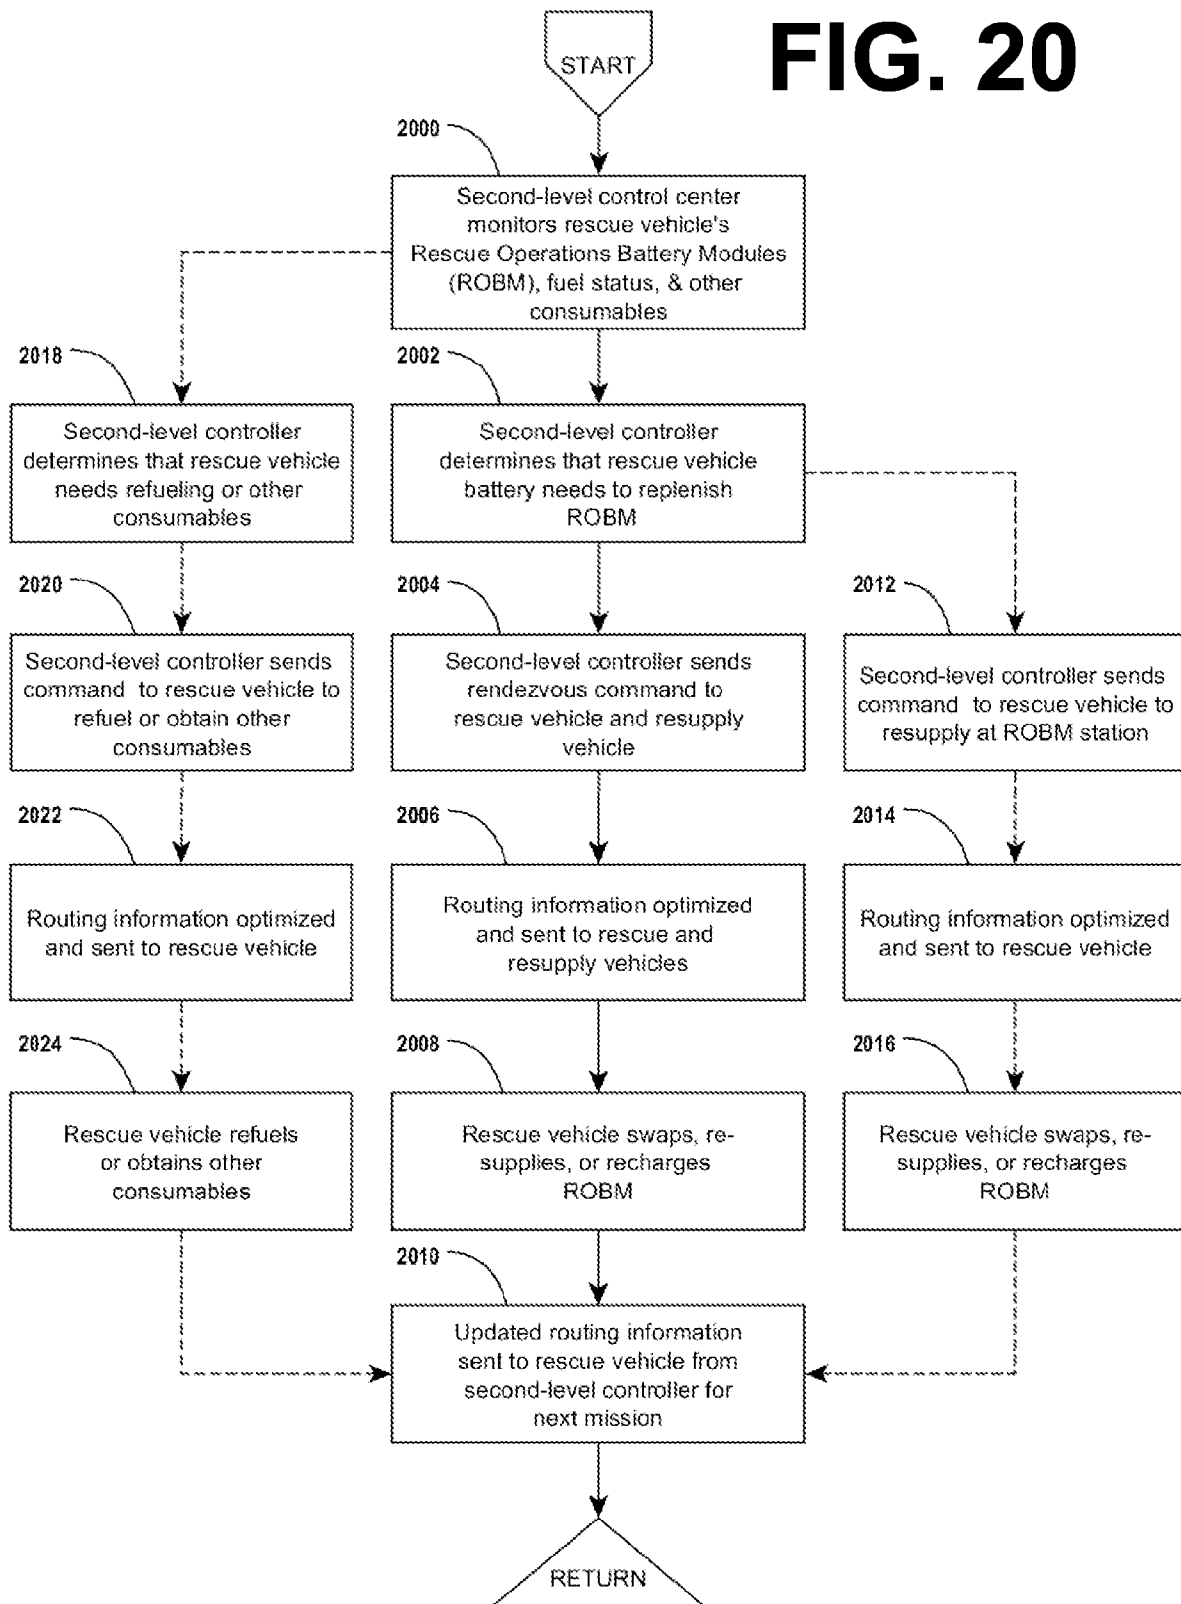 FIG. 20
START
2000
Second-level control center
monitors rescue vehicle's
Rescue Operations Battery Modules
(ROBM), fuel status, & other
consumables
2018
Second-level controller
determines that rescue vehicle
needs refueling or other
consumables
2002
Second-level controller
determines that rescue vehicle
battery needs to replenish
ROBM
2020
Second-level controller sends
command to rescue vehicle to
refuel or obtain other
consumables
2004
Second-level controller sends
rendezvous command to
rescue vehicle and resupply
vehicle
2012
Second-level controller sends
command to rescue vehicle to
resupply at ROBM station
2022
Routing information optimized
and sent to rescue vehicle
2006
Routing information optimized
and sent to rescue and
resupply vehicles
2014
Routing information optimized
and sent to rescue vehicle
2024
Rescue vehicle refuels
or obtains other
consumables
2008
Rescue vehicle swaps, re-
supplies, or recharges
ROBM
2016
Rescue vehicle swaps, re-
supplies, or recharges
ROBM
2010
Updated routing information
sent to rescue vehicle from
second-level controller for
next mission
RETURN